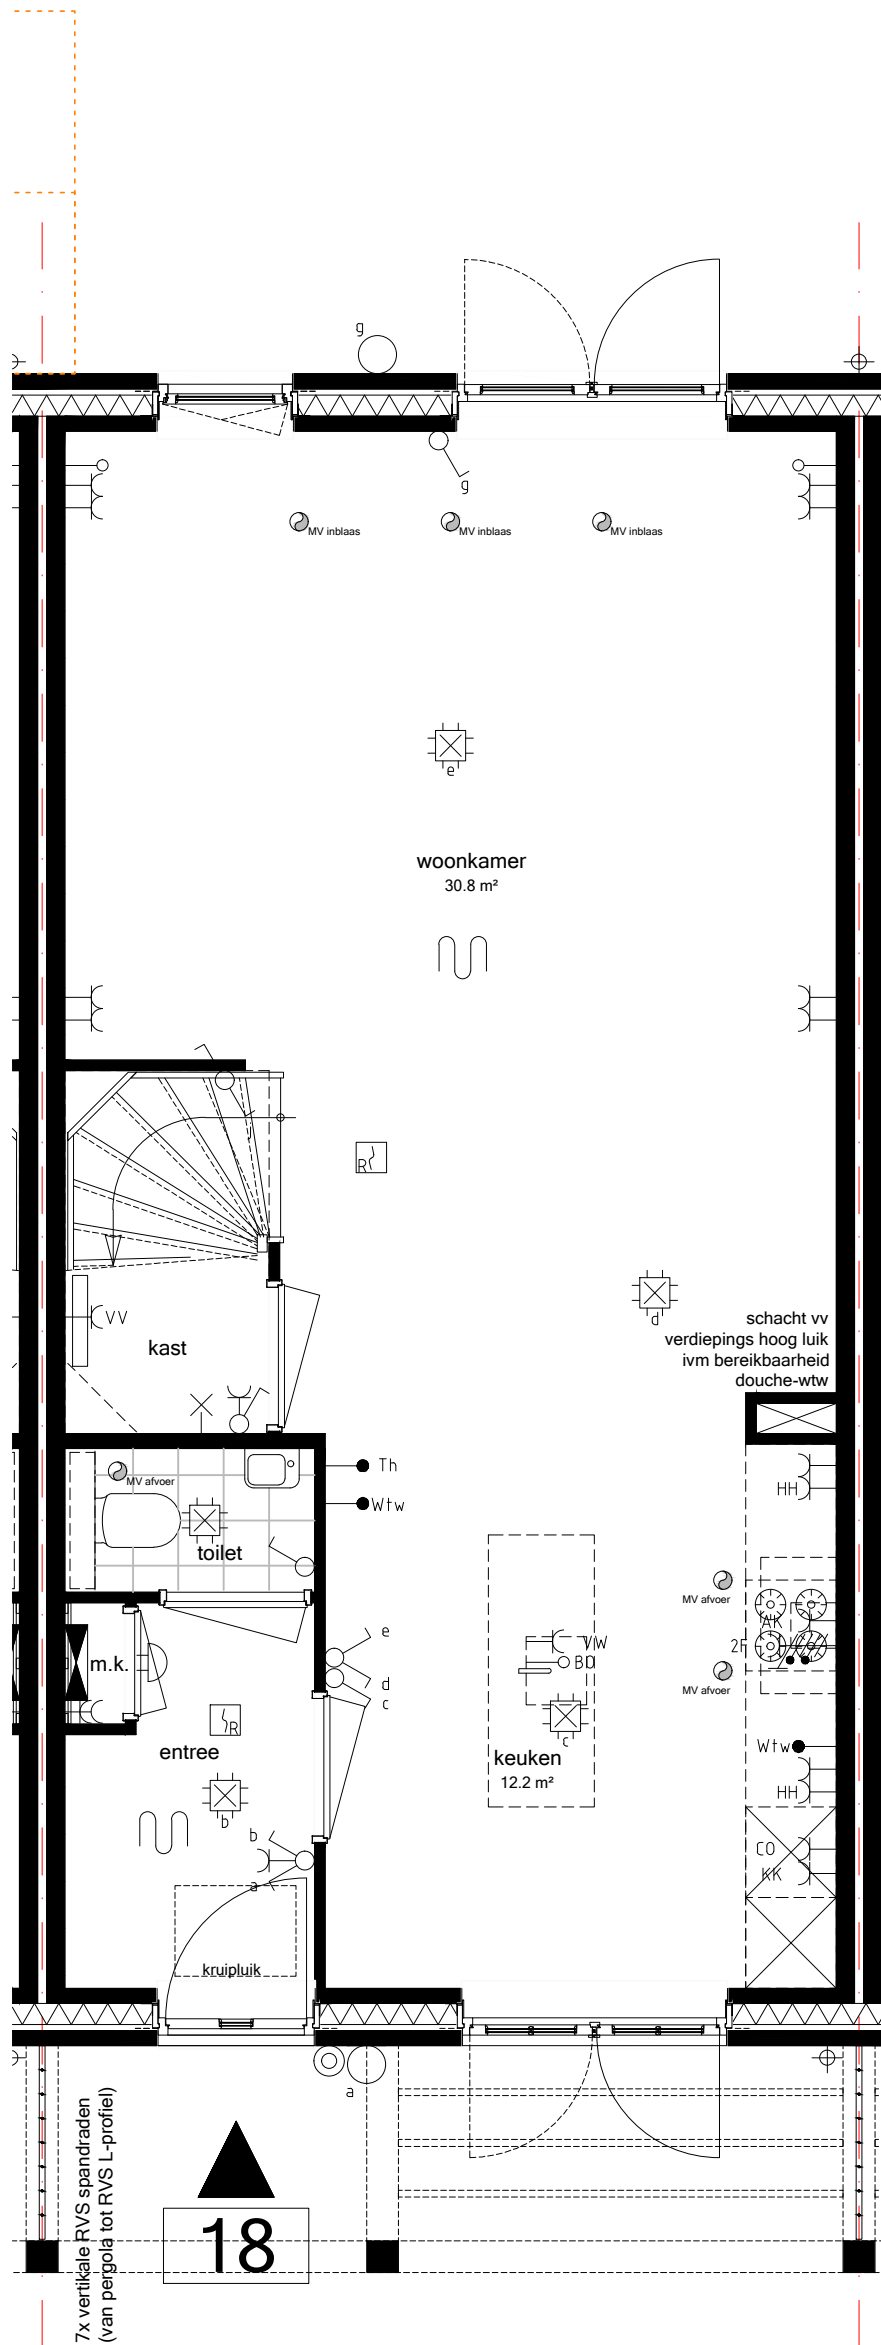 g
g
MV inblaas
MV inblaas
MV inblaas
e
woonkamer
30.8 m²
R
d
VV
kast
schacht vv
verdiepings hoog luik
ivm bereikbaarheid
douche-wtw
Th
MV afvoer
HH
Wtw
toilet
MV afvoer
AK
e
VW
2F
m.k.
BD
d
MV afvoer
c
R
c
entree
Wtw
keuken
12.2 m²
HH
b
b
CO
a
KK
kruipluik
a
7x vertikale RVS spandraden
(van pergola tot RVS L-profiel)
18